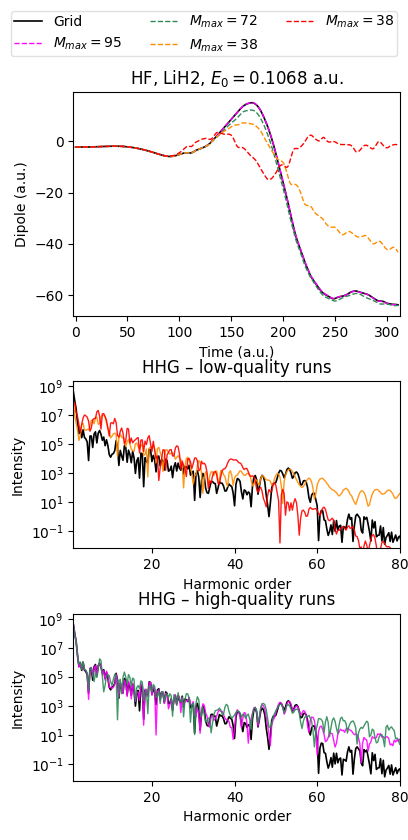 Grid
M_max = 95
M_max = 72
M_max = 38
M_max = 38
HF, LiH2, E_0 = 0.1068 a.u.
0
−20
−40
−60
Dipole (a.u.)
0 50 100 150 200 250 300
Time (a.u.)
HHG – low-quality runs
10^9
10^7
10^5
10^3
10^1
10^−1
Intensity
20 40 60 80
Harmonic order
HHG – high-quality runs
10^9
10^7
10^5
10^3
10^1
10^−1
Intensity
20 40 60 80
Harmonic order